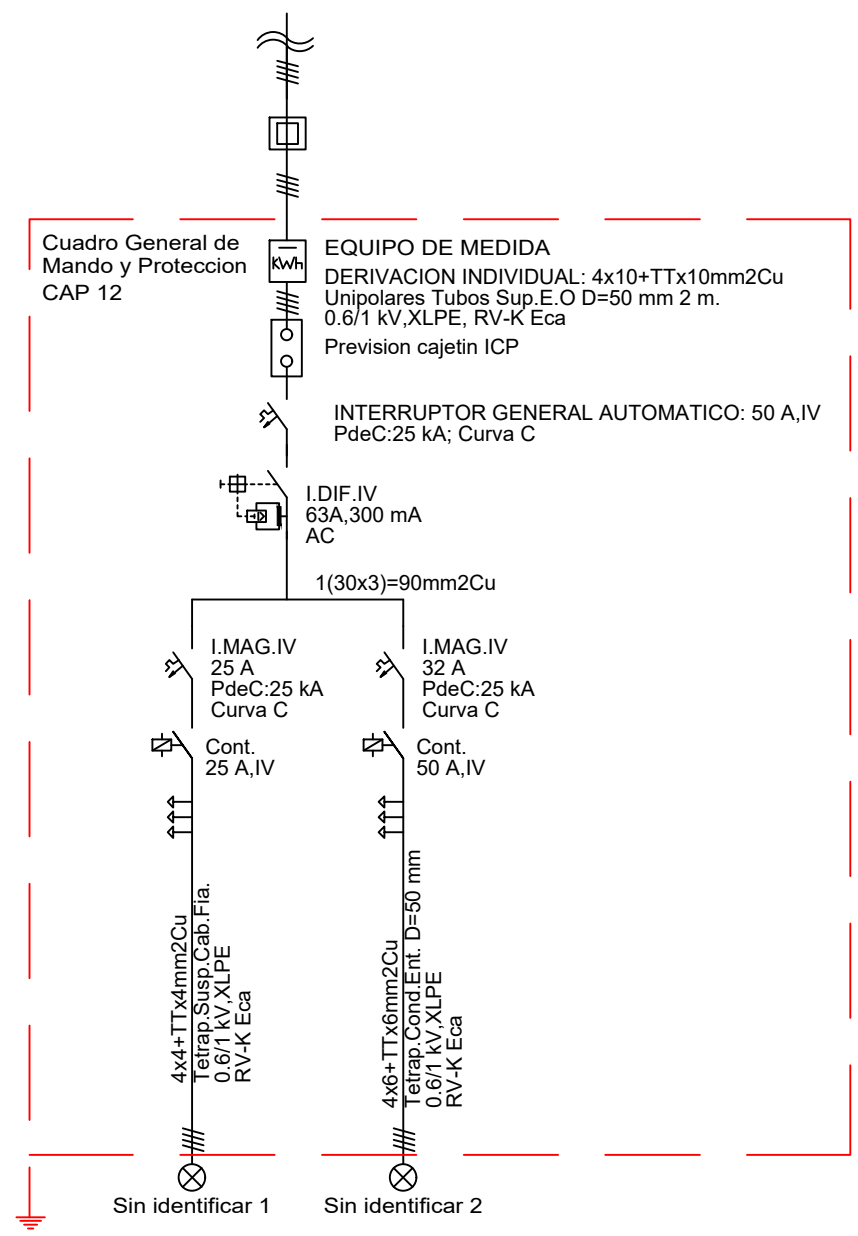 Cuadro General de
Mando y Proteccion
CAP 12
KWh
EQUIPO DE MEDIDA
DERIVACION INDIVIDUAL: 4x10+TTx10mm2Cu
Unipolares Tubos Sup.E.O D=50 mm 2 m.
0.6/1 kV,XLPE, RV-K Eca
Prevision cajetin ICP
INTERRUPTOR GENERAL AUTOMATICO: 50 A,IV
PdeC:25 kA; Curva C
I.DIF.IV
63A,300 mA
AC
1(30x3)=90mm2Cu
I.MAG.IV
25 A
PdeC:25 kA
Curva C
I.MAG.IV
32 A
PdeC:25 kA
Curva C
Cont.
25 A,IV
Cont.
50 A,IV
4x4+TTx4mm2Cu
Tetrap.Susp.Cab.Fia.
0.6/1 kV,XLPE
RV-K Eca
4x6+TTx6mm2Cu
Tetrap.Cond.Ent. D=50 mm
0.6/1 kV,XLPE
RV-K Eca
Sin identificar 1
Sin identificar 2